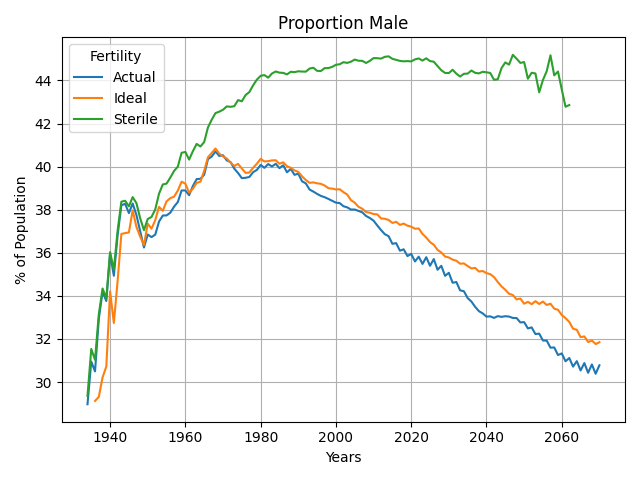 Proportion Male
Fertility
Actual
Ideal
Sterile
% of Population
44
42
40
38
36
34
32
30
1940 1960 1980 2000 2020 2040 2060
Years